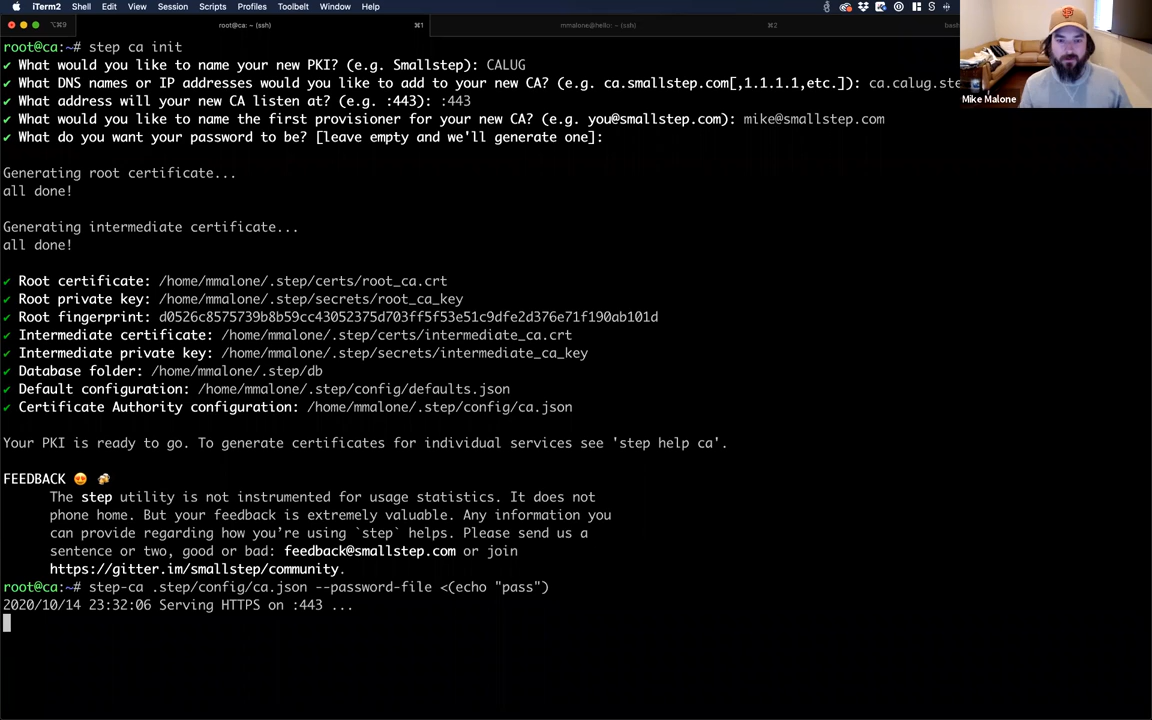 iTerm2 Shell Edit View Session Scripts Profiles Toolbelt Window Help
⌥⌘9 root@ca: ~ (ssh) ⌘1 mmalone@hello: (ssh) ⌘2
root@ca:~# step ca init
✔ What would you like to name your new PKI? (e.g. Smallstep): CALUG
✔ What DNS names or IP addresses would you like to add to your new CA? (e.g. ca.smallstep.com[,1.1.1.1,etc.]): ca.calug.ste
✔ What address will your new CA listen at? (e.g. :443): :443
✔ What would you like to name the first provisioner for your new CA? (e.g. you@smallstep.com): mike@smallstep.com
✔ What do you want your password to be? [leave empty and we'll generate one]:
Generating root certificate...
all done!
Generating intermediate certificate...
all done!
✔ Root certificate: /home/mmalone/.step/certs/root_ca.crt
✔ Root private key: /home/mmalone/.step/secrets/root_ca_key
✔ Root fingerprint: d0526c8575739b8b59cc43052375d703ff5f53e51c9dfe2d376e71f190ab101d
✔ Intermediate certificate: /home/mmalone/.step/certs/intermediate_ca.crt
✔ Intermediate private key: /home/mmalone/.step/secrets/intermediate_ca_key
✔ Database folder: /home/mmalone/.step/db
✔ Default configuration: /home/mmalone/.step/config/defaults.json
✔ Certificate Authority configuration: /home/mmalone/.step/config/ca.json
Your PKI is ready to go. To generate certificates for individual services see 'step help ca'.
FEEDBACK 😍 🍻
The step utility is not instrumented for usage statistics. It does not
phone home. But your feedback is extremely valuable. Any information you
can provide regarding how you’re using `step` helps. Please send us a
sentence or two, good or bad: feedback@smallstep.com or join
https://gitter.im/smallstep/community.
root@ca:~# step-ca .step/config/ca.json --password-file <(echo "pass")
2020/10/14 23:32:06 Serving HTTPS on :443 ...
Mike Malone